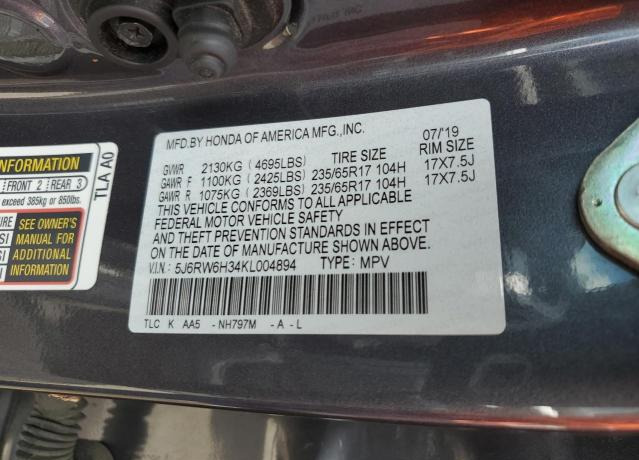 MFD.BY HONDA OF AMERICA MFG.,INC. 07/'19
GVWR 2130KG (4695LBS) TIRE SIZE RIM SIZE
GAWR F 1100KG (2425LBS) 235/65R17 104H 17X7.5J
GAWR R 1075KG (2369LBS) 235/65R17 104H 17X7.5J
THIS VEHICLE CONFORMS TO ALL APPLICABLE
FEDERAL MOTOR VEHICLE SAFETY
AND THEFT PREVENTION STANDARDS IN EFFECT
ON THE DATE OF MANUFACTURE SHOWN ABOVE.
V.I.N.: 5J6RW6H34KL004894 TYPE: MPV
TLC K AA5 -NH797M -A -L
INFORMATION
FRONT 2 REAR 3
exceed 385kg or 850lbs.
SEE OWNER'S
MANUAL FOR
ADDITIONAL
INFORMATION
TLA A0